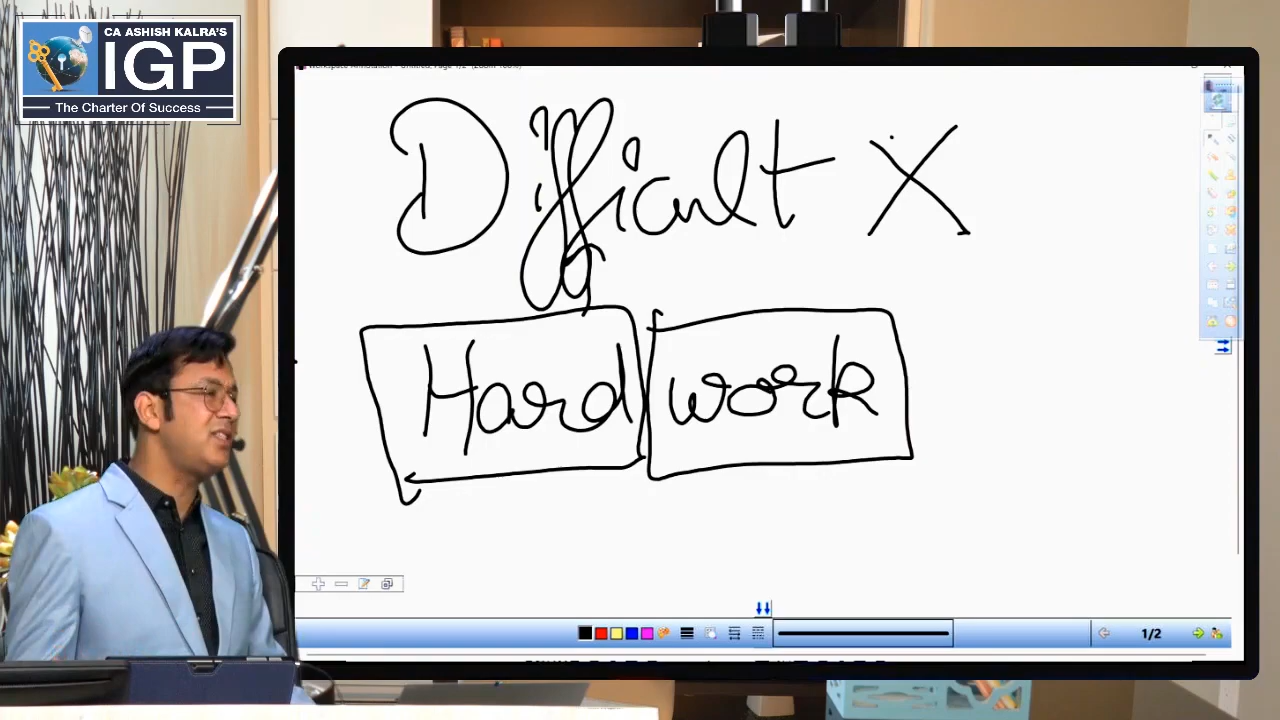 CA ASHISH KALRA'S
IGP
The Charter Of Success
Difficult X
Hard work
1/2